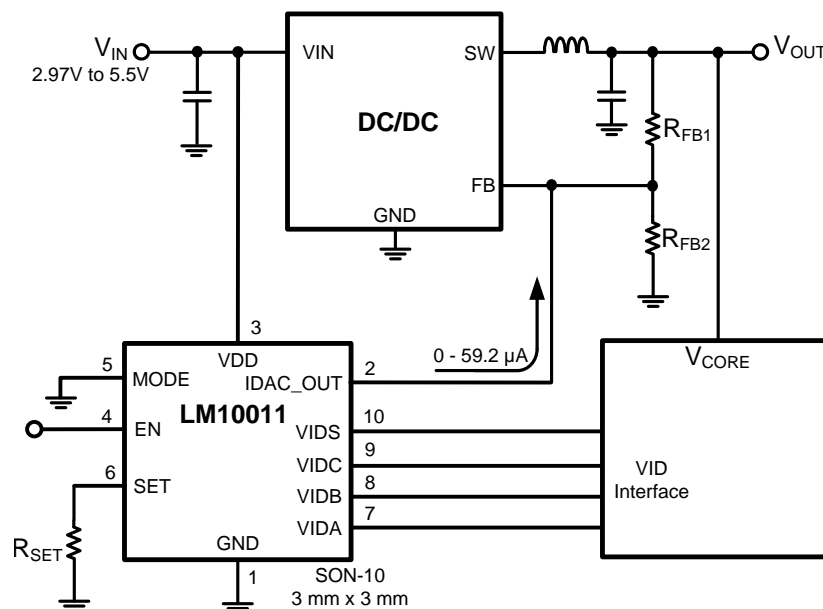 VIN
2.97V to 5.5V
VIN
SW
VOUT
DC/DC
RFB1
FB
GND
RFB2
3
0 - 59.2 µA
VDD
VCORE
5
MODE
2
IDAC_OUT
LM10011
4
EN
10
VIDS
9
VIDC
6
SET
8
VIDB
VID
Interface
7
VIDA
RSET
GND
1
SON-10
3 mm x 3 mm